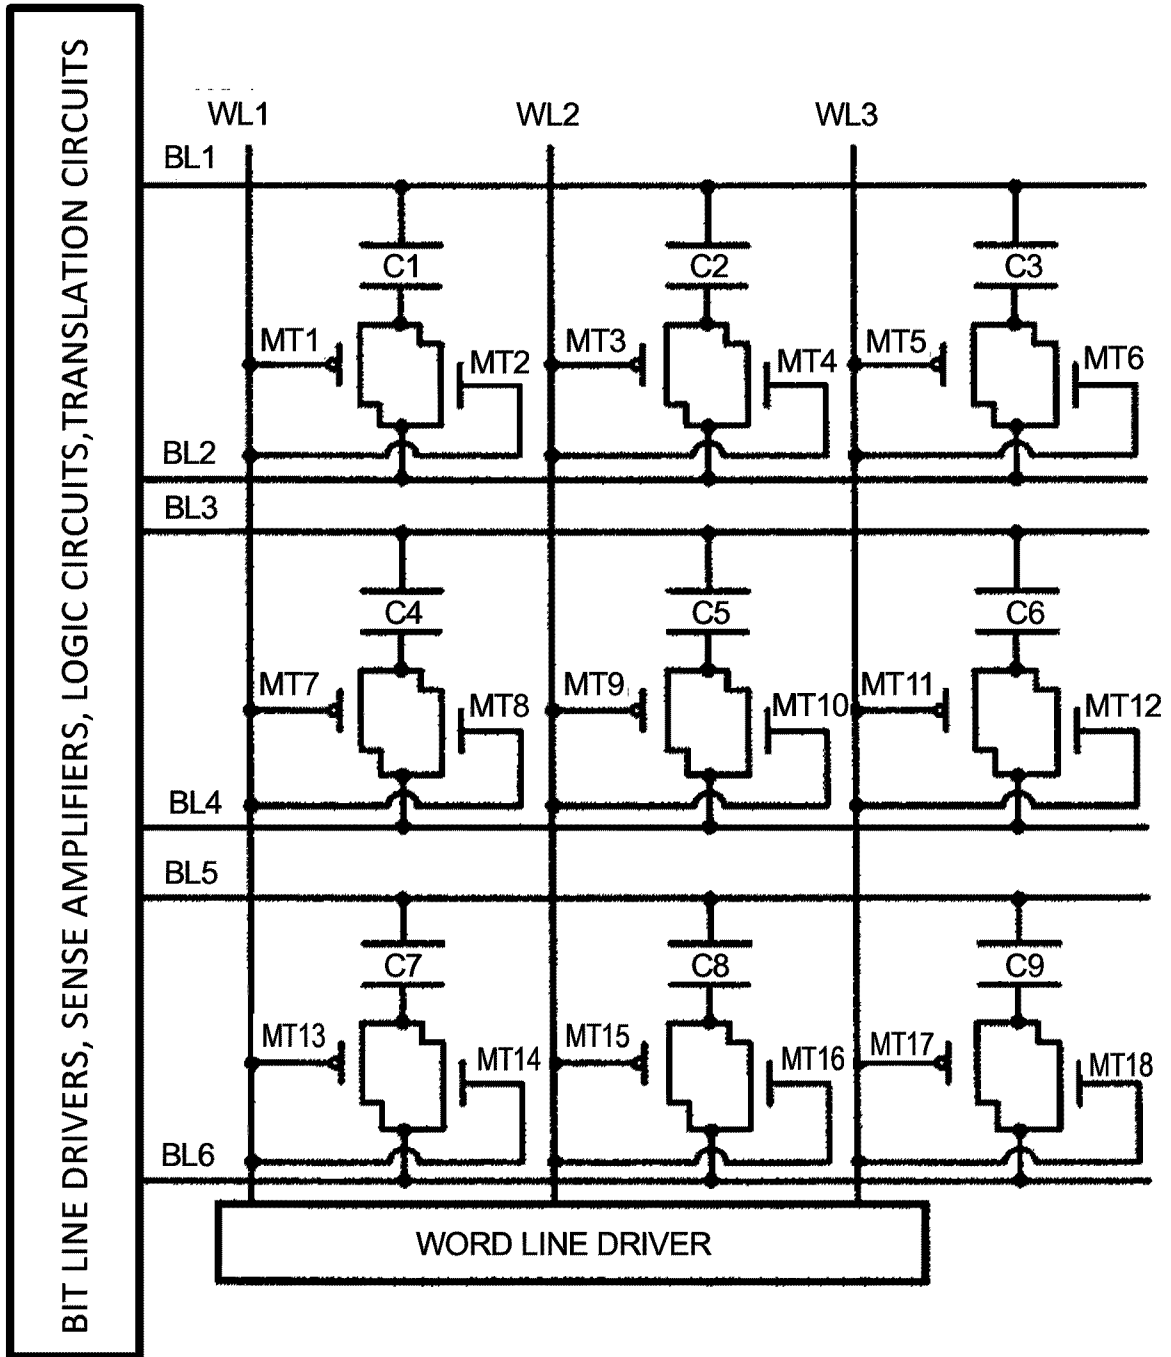 BIT LINE DRIVERS, SENSE AMPLIFIERS, LOGIC CIRCUITS,TRANSLATION CIRCUITS
WL1 WL2 WL3
BL1
C1 C2 C3
MT1 MT2 MT3 MT4 MT5 MT6
BL2
BL3
C4 C5 C6
MT7 MT8 MT9 MT10 MT11 MT12
BL4
BL5
C7 C8 C9
MT13 MT14 MT15 MT16 MT17 MT18
BL6
WORD LINE DRIVER